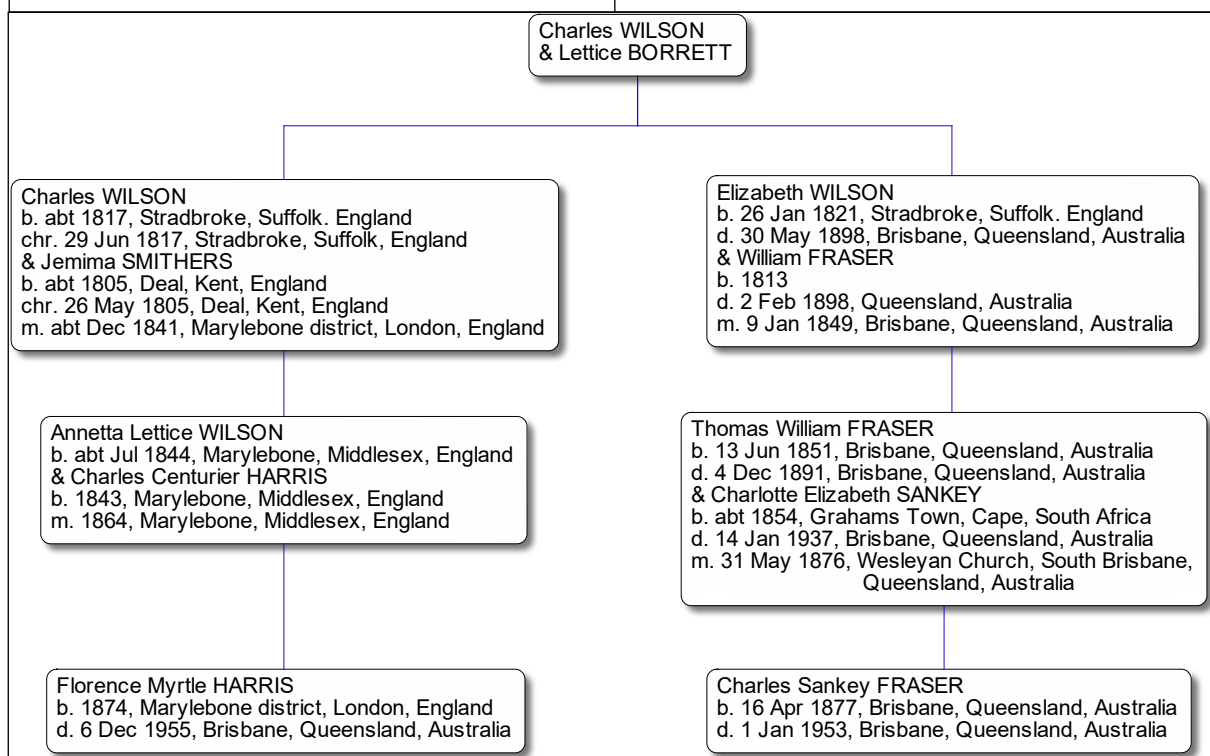 Charles WILSON
& Lettice BORRETT
Charles WILSON
b. abt 1817, Stradbroke, Suffolk. England
chr. 29 Jun 1817, Stradbroke, Suffolk, England
& Jemima SMITHERS
b. abt 1805, Deal, Kent, England
chr. 26 May 1805, Deal, Kent, England
m. abt Dec 1841, Marylebone district, London, England
Elizabeth WILSON
b. 26 Jan 1821, Stradbroke, Suffolk. England
d. 30 May 1898, Brisbane, Queensland, Australia
& William FRASER
b. 1813
d. 2 Feb 1898, Queensland, Australia
m. 9 Jan 1849, Brisbane, Queensland, Australia
Annetta Lettice WILSON
b. abt Jul 1844, Marylebone, Middlesex, England
& Charles Centurier HARRIS
b. 1843, Marylebone, Middlesex, England
m. 1864, Marylebone, Middlesex, England
Thomas William FRASER
b. 13 Jun 1851, Brisbane, Queensland, Australia
d. 4 Dec 1891, Brisbane, Queensland, Australia
& Charlotte Elizabeth SANKEY
b. abt 1854, Grahams Town, Cape, South Africa
d. 14 Jan 1937, Brisbane, Queensland, Australia
m. 31 May 1876, Wesleyan Church, South Brisbane,
Queensland, Australia
Florence Myrtle HARRIS
b. 1874, Marylebone district, London, England
d. 6 Dec 1955, Brisbane, Queensland, Australia
Charles Sankey FRASER
b. 16 Apr 1877, Brisbane, Queensland, Australia
d. 1 Jan 1953, Brisbane, Queensland, Australia